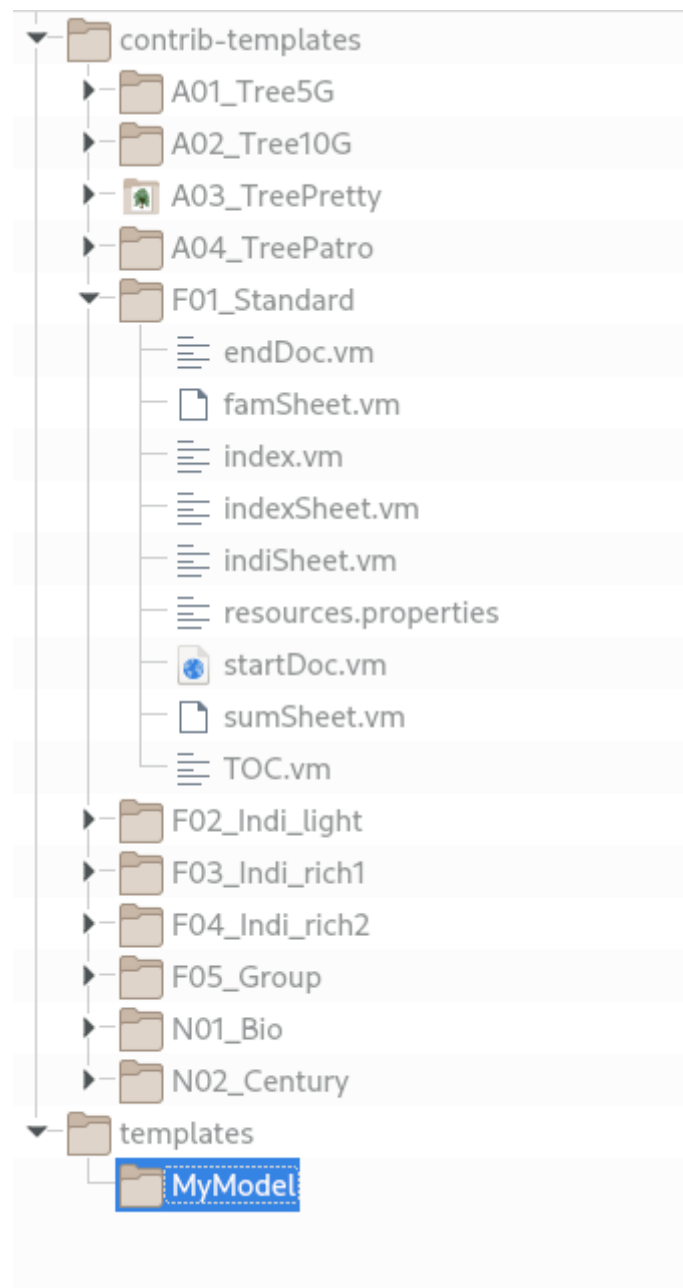 contrib-templates
A01_Tree5G
A02_Tree10G
A03_TreePretty
A04_TreePatro
F01_Standard
endDoc.vm
famSheet.vm
index.vm
indexSheet.vm
indiSheet.vm
resources.properties
startDoc.vm
sumSheet.vm
TOC.vm
F02_Indi_light
F03_Indi_rich1
F04_Indi_rich2
F05_Group
N01_Bio
N02_Century
templates
MyModel